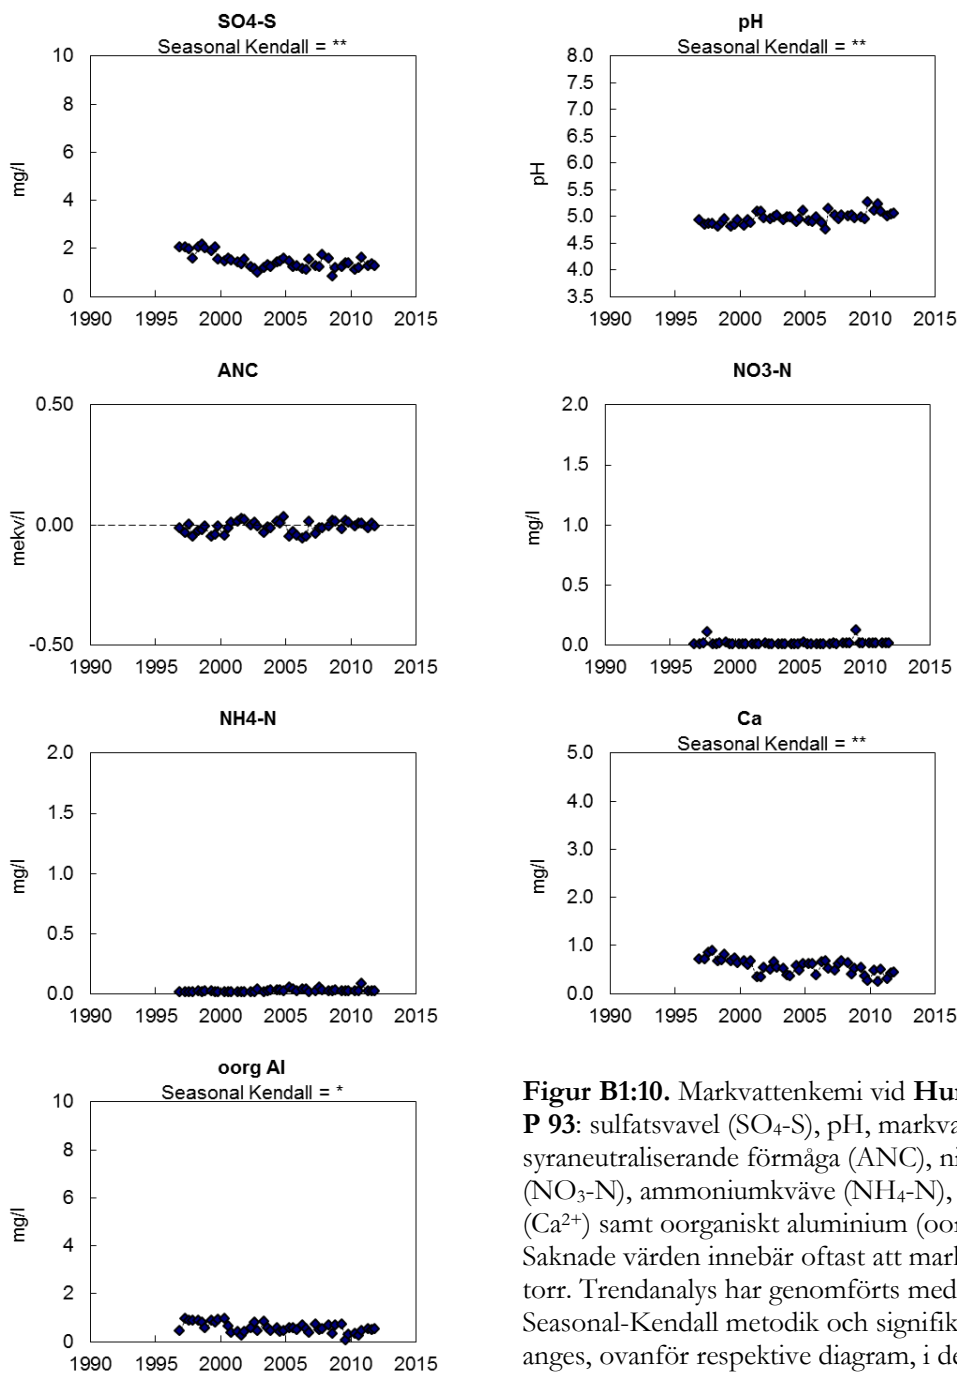 SO4-S
Seasonal Kendall = **
10
8
6
4
2
0
mg/l
1990 1995 2000 2005 2010 2015
pH
Seasonal Kendall = **
8.0
7.5
7.0
6.5
6.0
5.5
5.0
4.5
4.0
3.5
pH
1990 1995 2000 2005 2010 2015
ANC
0.50
0.00
-0.50
mekv/l
1990 1995 2000 2005 2010 2015
NO3-N
2.0
1.5
1.0
0.5
0.0
mg/l
1990 1995 2000 2005 2010 2015
NH4-N
2.0
1.5
1.0
0.5
0.0
mg/l
1990 1995 2000 2005 2010 2015
Ca
Seasonal Kendall = **
5.0
4.0
3.0
2.0
1.0
0.0
mg/l
1990 1995 2000 2005 2010 2015
oorg Al
Seasonal Kendall = *
10
8
6
4
2
0
mg/l
1990 1995 2000 2005 2010 2015
Figur B1:10. Markvattenkemi vid
P 93: sulfatsvavel (SO₄-S), pH,
syraneutraliserande förmåga (ANC),
(NO₃-N), ammoniumkväve (NH₄-N),
(Ca²⁺) samt oorganiskt aluminium
Saknade värden innebär oftast att
torr. Trendanalys har genomförts med
Seasonal-Kendall metodik och
anges, ovanför respektive diagram, i